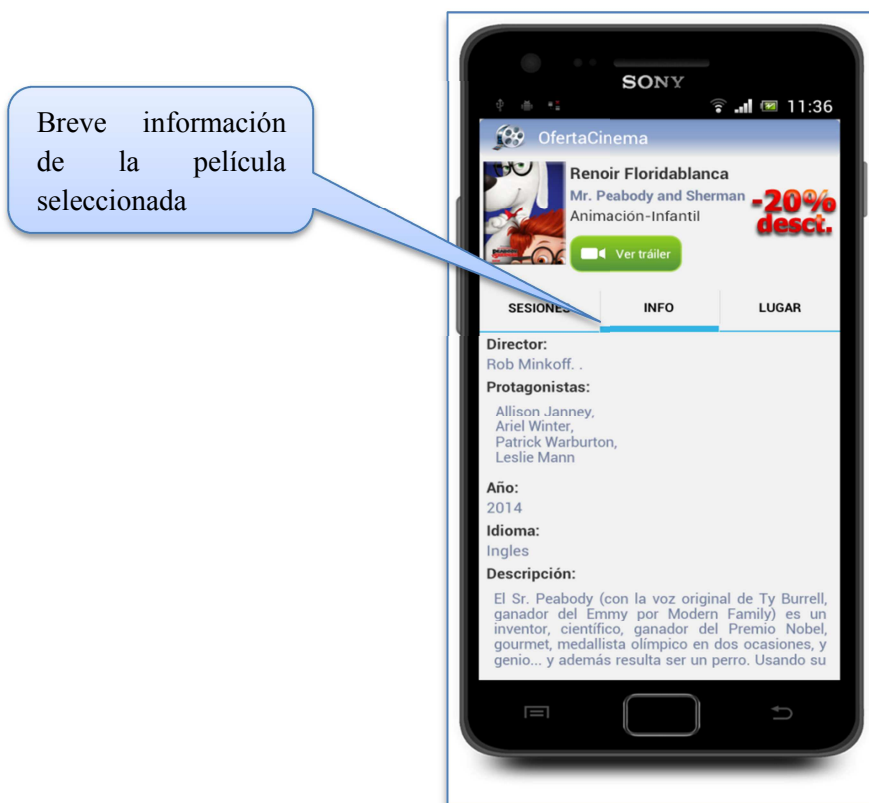 Breve información
de la película
seleccionada
SONY
11:36
OfertaCinema
Renoir Floridablanca
Mr. Peabody and Sherman
Animación-Infantil
-20%
desct.
Ver tráiler
SESIONES
INFO
LUGAR
Director:
Rob Minkoff. .
Protagonistas:
Allison Janney,
Ariel Winter,
Patrick Warburton,
Leslie Mann
Año:
2014
Idioma:
Ingles
Descripción:
El Sr. Peabody (con la voz original de Ty Burrell,
ganador del Emmy por Modern Family) es un
inventor, científico, ganador del Premio Nobel,
gourmet, medallista olímpico en dos ocasiones, y
genio... y además resulta ser un perro. Usando su